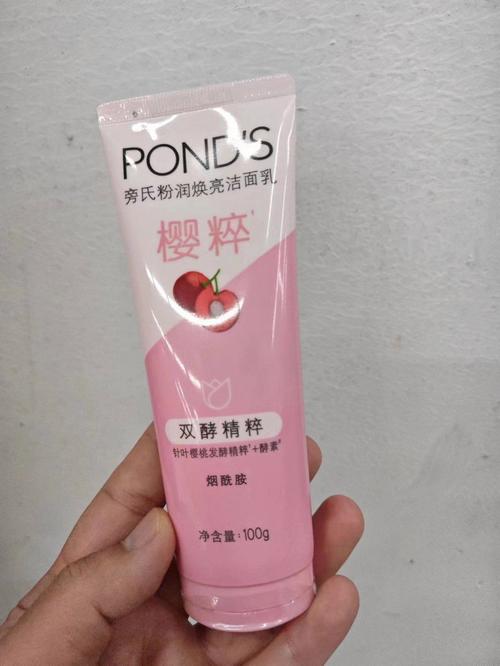 POND'S
旁氏粉润焕亮洁面乳
樱粹
双酵精粹
针叶樱桃发酵精粹+酵素
烟酰胺
净含量:100g